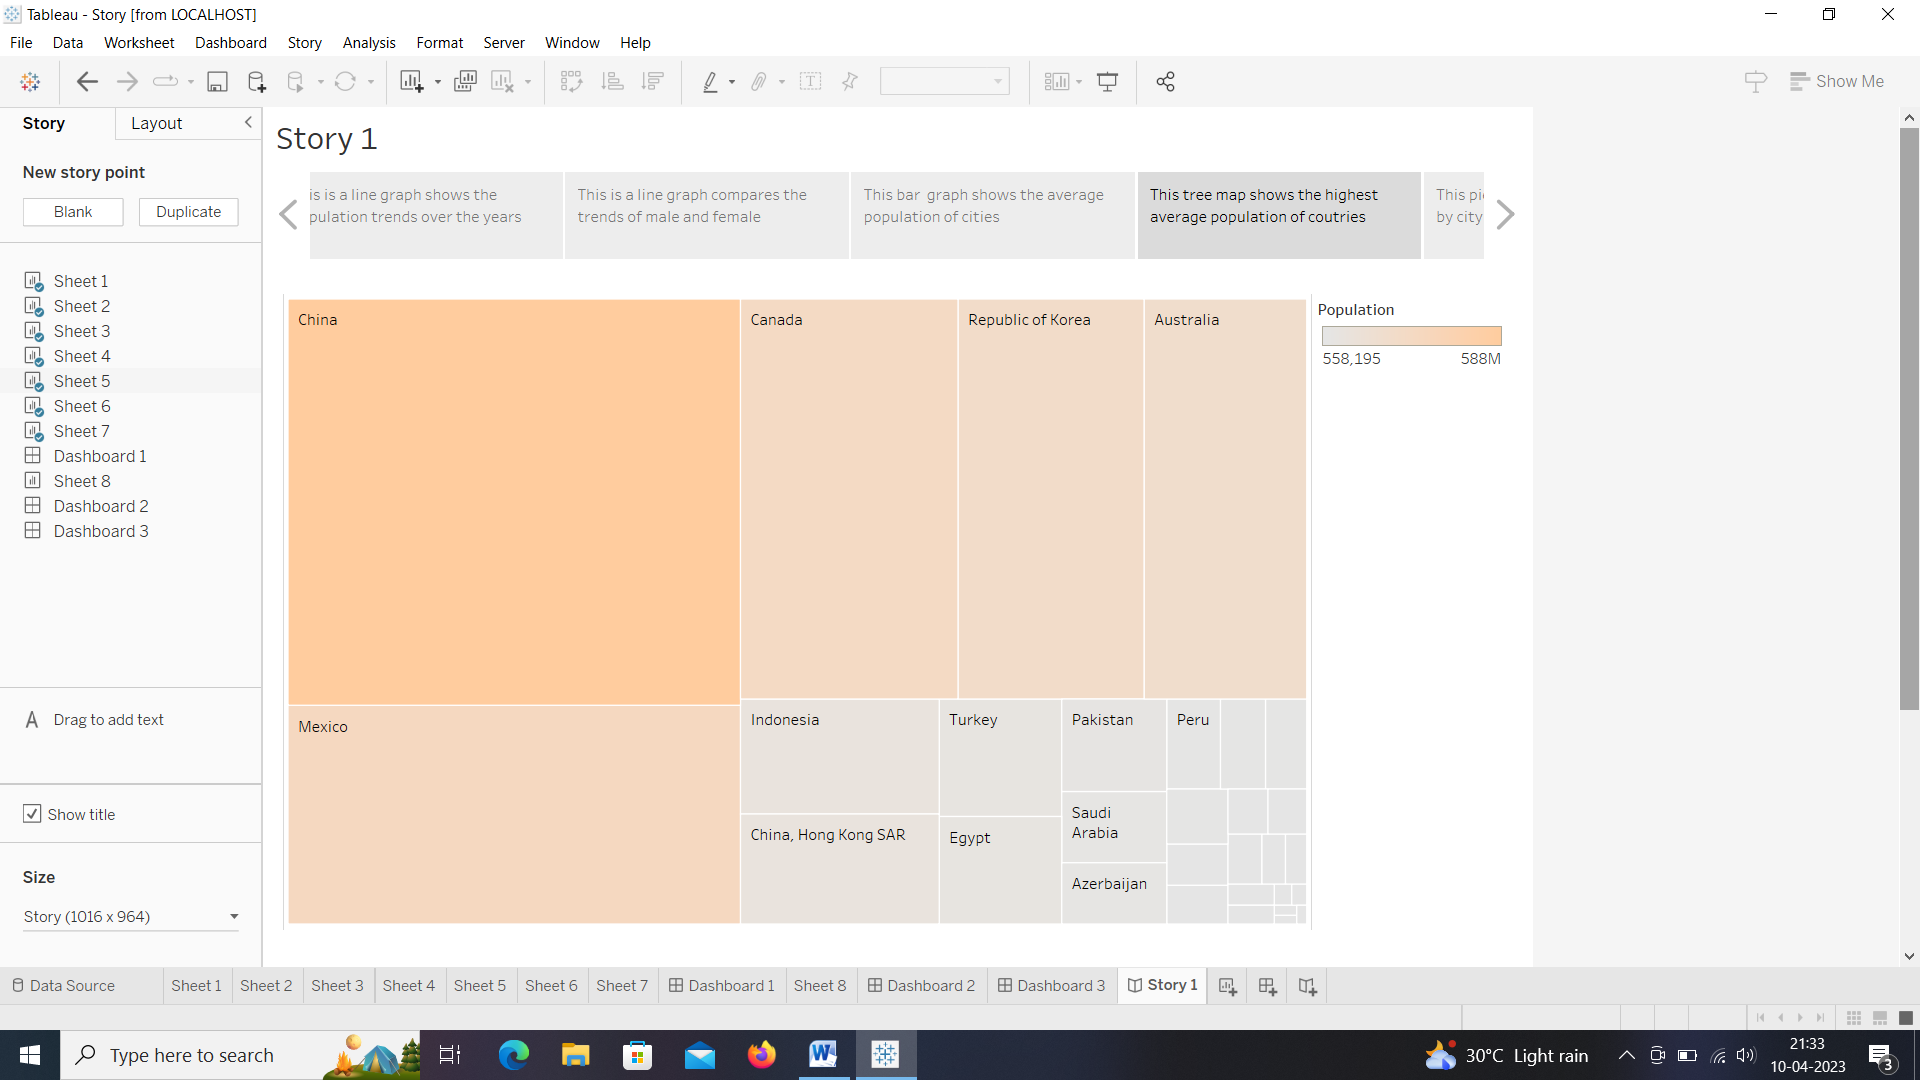 Tableau - Story [from LOCALHOST]
File Data Worksheet Dashboard Story Analysis Format Server Window Help
Show Me
Story Layout
New story point
Blank Duplicate
Sheet 1
Sheet 2
Sheet 3
Sheet 4
Sheet 5
Sheet 6
Sheet 7
Dashboard 1
Sheet 8
Dashboard 2
Dashboard 3
A Drag to add text
Show title
Size
Story (1016 x 964)
Story 1
is is a line graph shows the
pulation trends over the years
This is a line graph compares the
trends of male and female
This bar graph shows the average
population of cities
This tree map shows the highest
average population of coutries
This pi
by city
China
Canada
Republic of Korea
Australia
Mexico
Indonesia
Turkey
Pakistan
Peru
Saudi
Arabia
China, Hong Kong SAR
Egypt
Azerbaijan
Population
558,195 588M
Data Source Sheet 1 Sheet 2 Sheet 3 Sheet 4 Sheet 5 Sheet 6 Sheet 7 Dashboard 1 Sheet 8 Dashboard 2 Dashboard 3 Story 1
Type here to search
30°C Light rain
21:33
10-04-2023
3